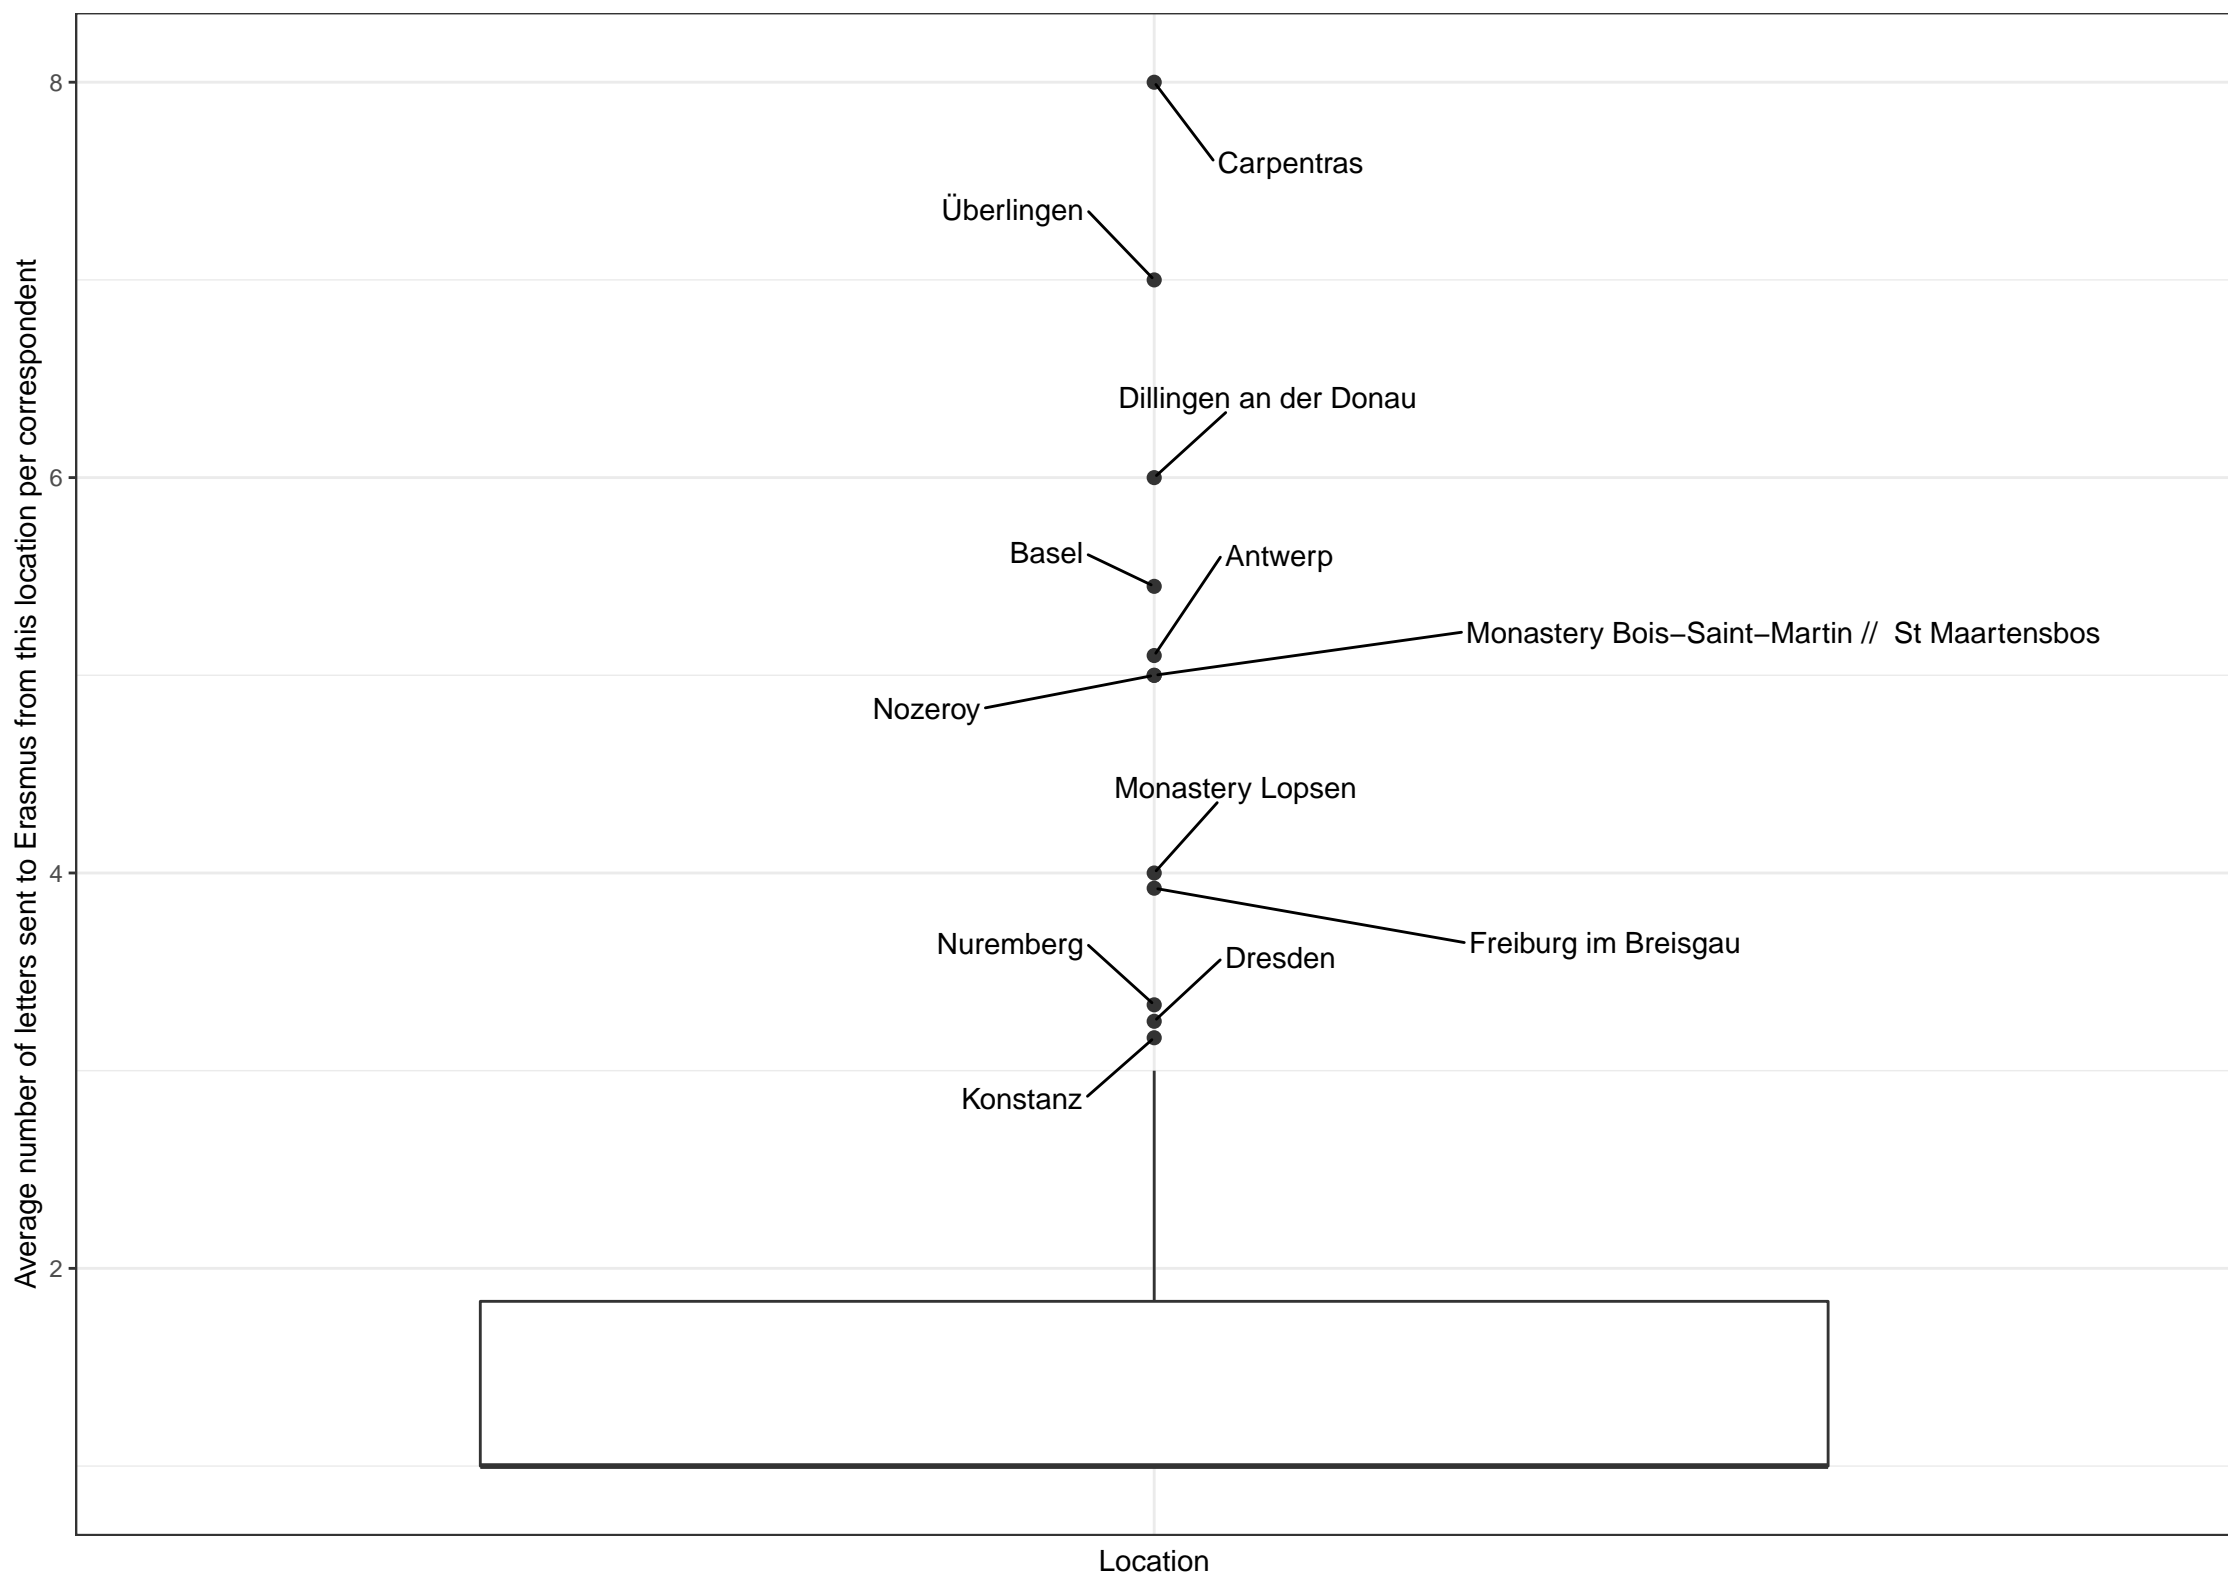 8
Carpentras
Überlingen
Dillingen an der Donau
6
Basel
Antwerp
Monastery Bois−Saint−Martin //  St Maartensbos
Nozeroy
Monastery Lopsen
4
Freiburg im Breisgau
Nuremberg
Dresden
Konstanz
2
Average number of letters sent to Erasmus from this location per correspondent
Location